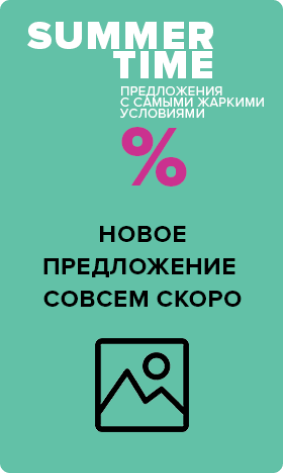 SUMMER
TIME
ПРЕДЛОЖЕНИЯ
С САМЫМИ ЖАРКИМИ
УСЛОВИЯМИ
%
НОВОЕ
ПРЕДЛОЖЕНИЕ
СОВСЕМ СКОРО